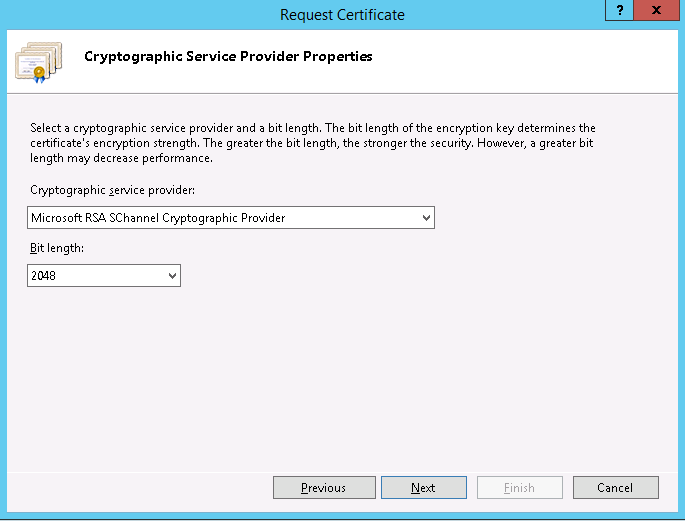 Request Certificate
?
x
Cryptographic Service Provider Properties
Select a cryptographic service provider and a bit length. The bit length of the encryption key determines the
certificate's encryption strength. The greater the bit length, the stronger the security. However, a greater bit
length may decrease performance.
Cryptographic service provider:
Microsoft RSA SChannel Cryptographic Provider
Bit length:
2048
Previous
Next
Finish
Cancel